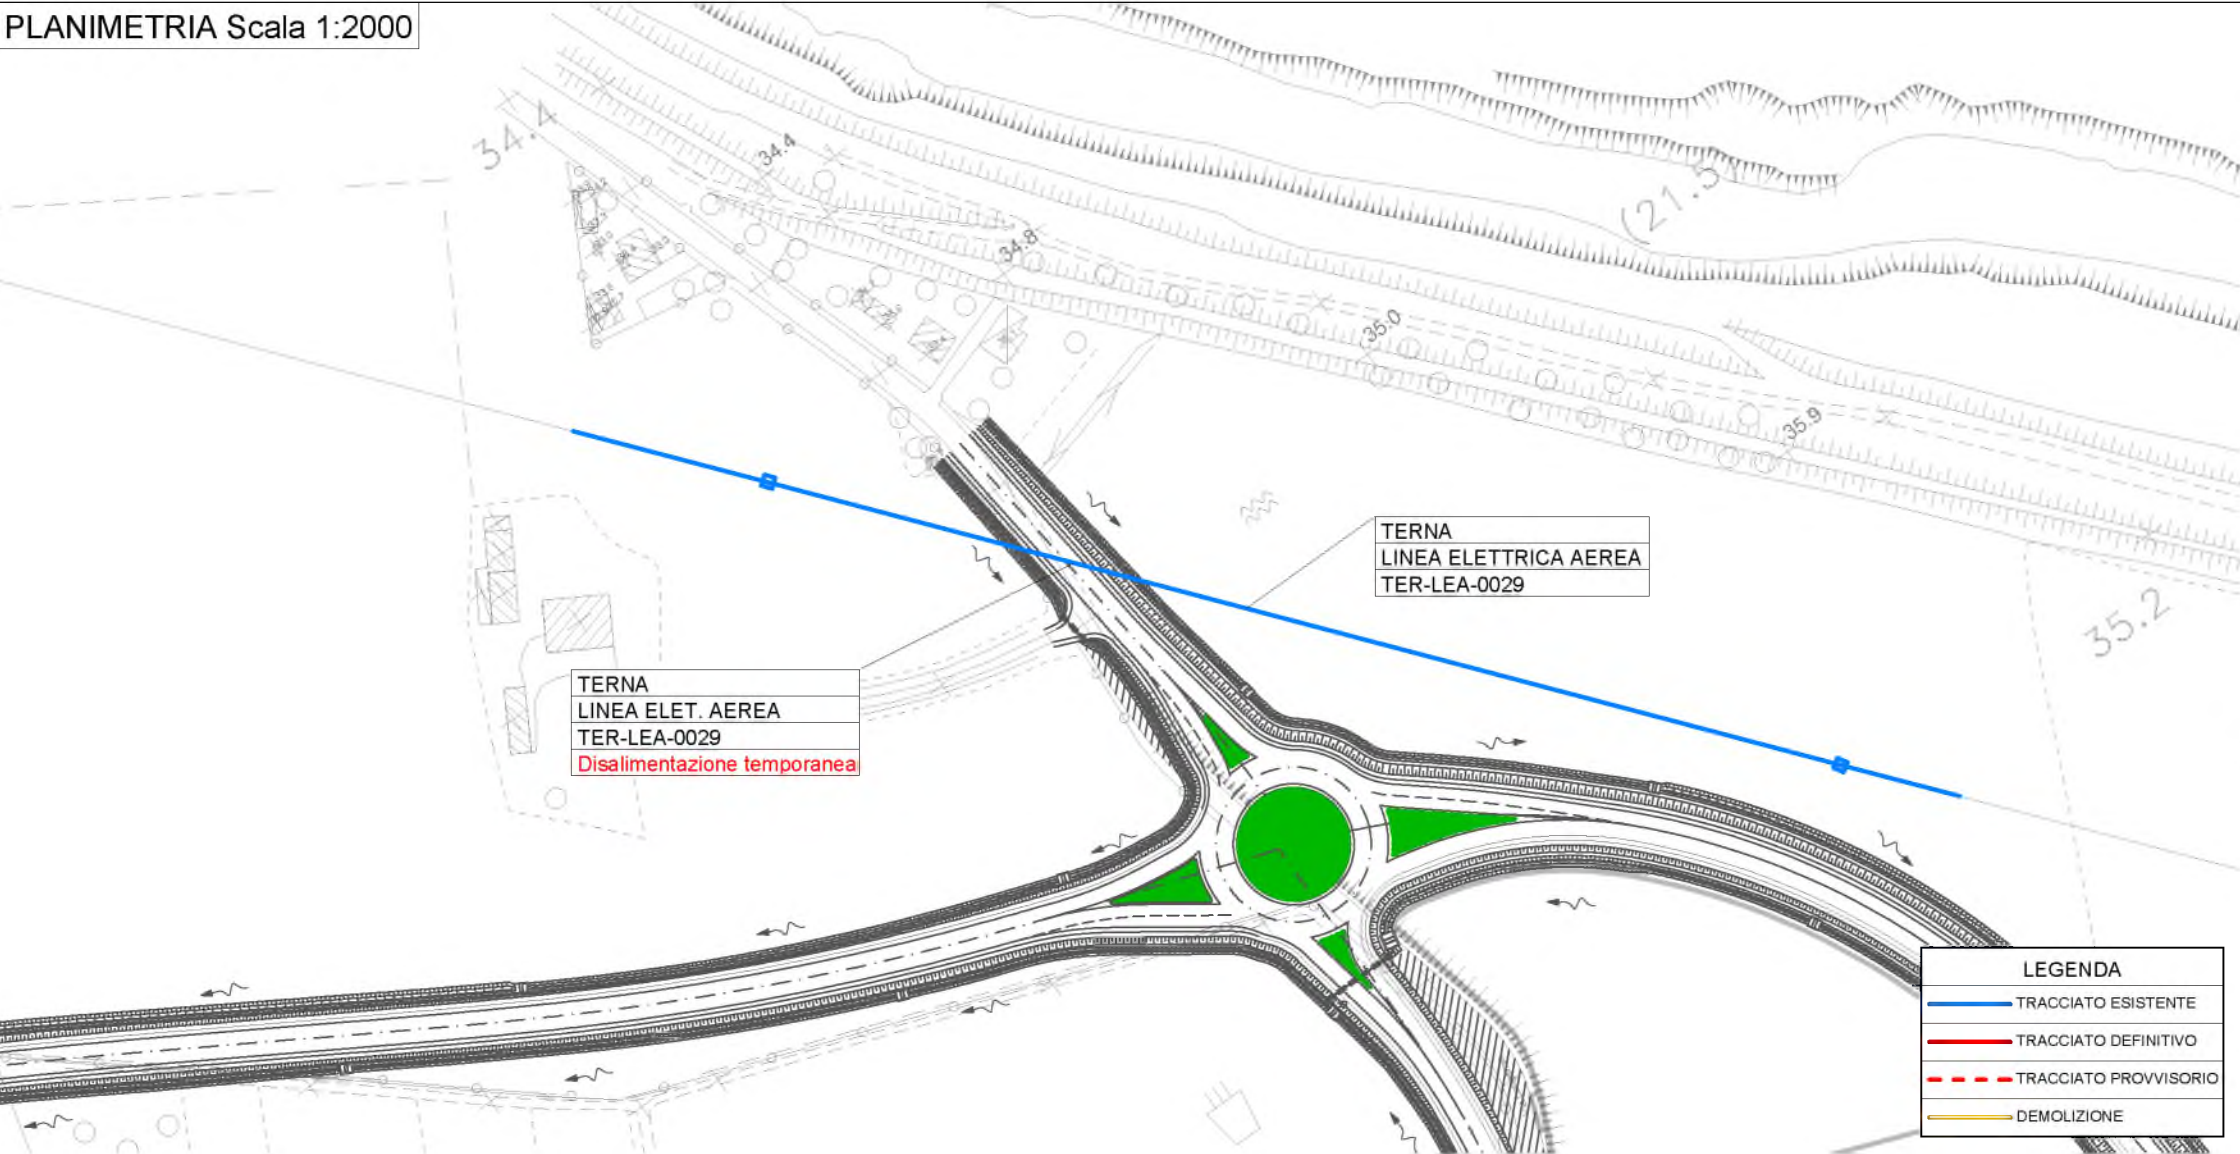 PLANIMETRIA Scala 1:2000
34.4
34.4
34.8
(21.5)
35.0
35.9
35.2
TERNA
LINEA ELETTRICA AEREA
TER-LEA-0029
TERNA
LINEA ELET. AEREA
TER-LEA-0029
Disalimentazione temporanea
LEGENDA
TRACCIATO ESISTENTE
TRACCIATO DEFINITIVO
TRACCIATO PROVVISORIO
DEMOLIZIONE